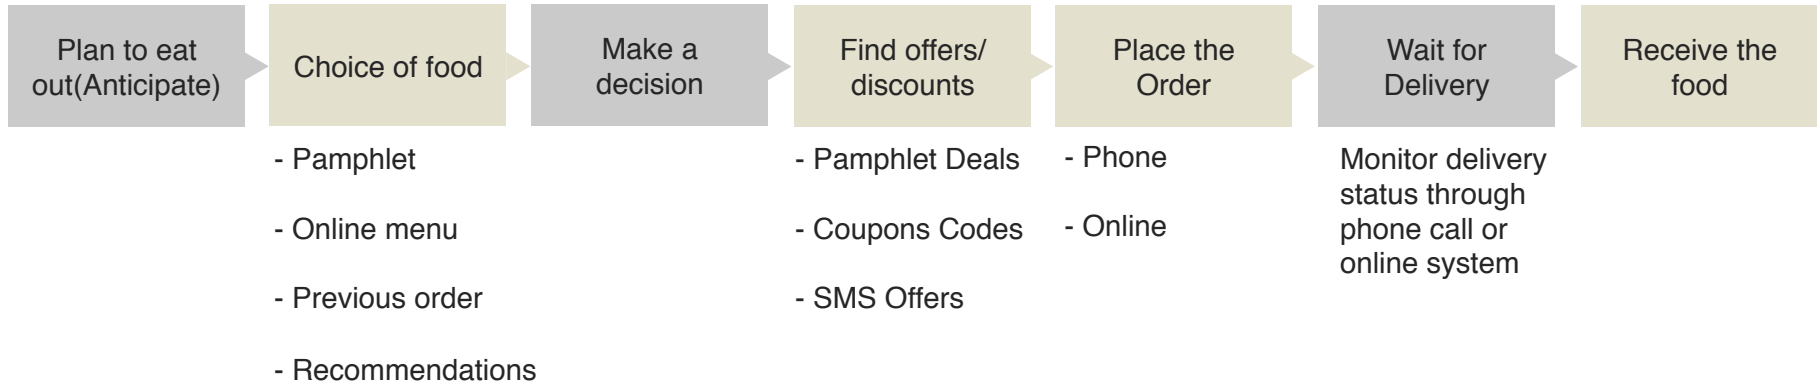 Plan to eat
out(Anticipate)
Choice of food
Make a
decision
Find offers/
discounts
Place the
Order
Wait for
Delivery
Receive the
food
- Pamphlet
- Online menu
- Previous order
- Recommendations
- Pamphlet Deals
- Coupons Codes
- SMS Offers
- Phone
- Online
Monitor delivery
status through
phone call or
online system